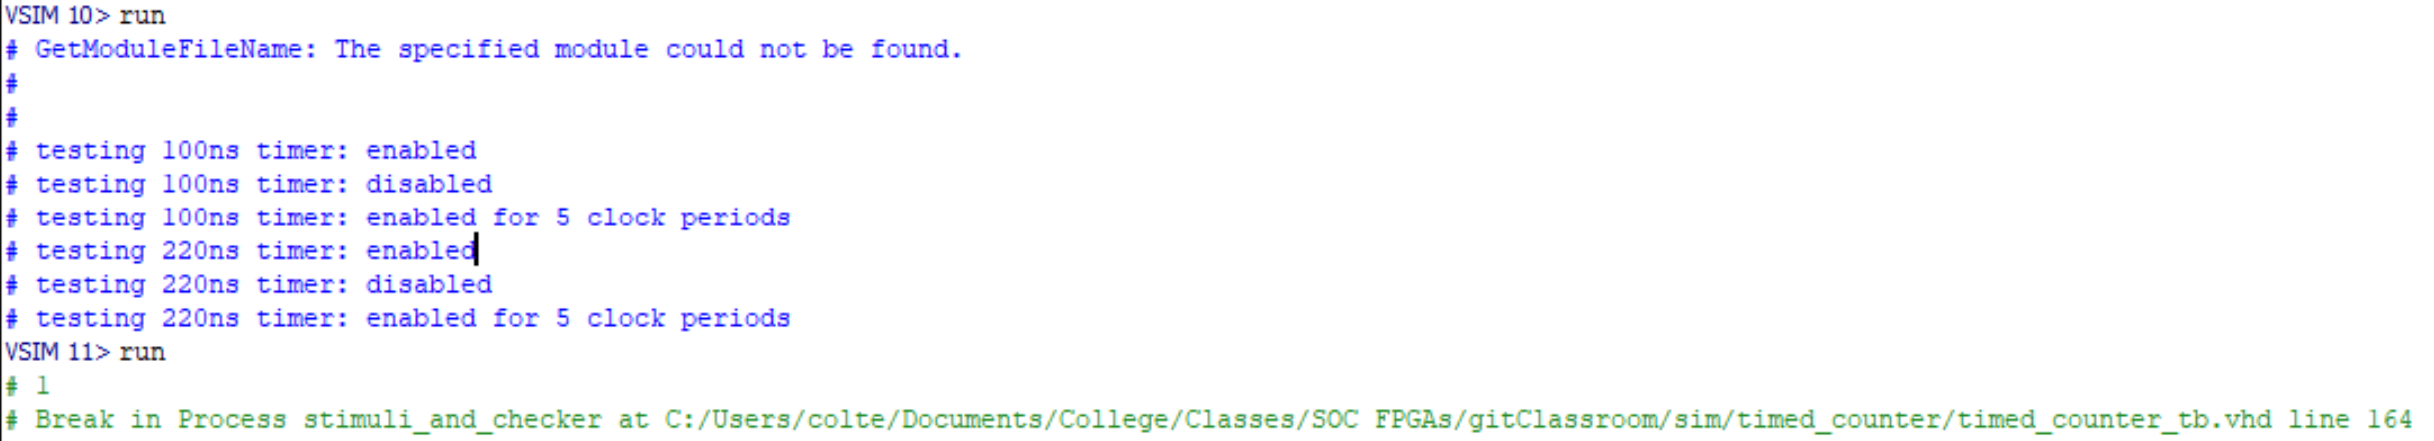 VSIM 10> run
# GetModuleFileName: The specified module could not be found.
#
#
# testing 100ns timer: enabled
# testing 100ns timer: disabled
# testing 100ns timer: enabled for 5 clock periods
# testing 220ns timer: enabled
# testing 220ns timer: disabled
# testing 220ns timer: enabled for 5 clock periods
VSIM 11> run
# 1
# Break in Process stimuli_and_checker at C:/Users/colte/Documents/College/Classes/SOC FPGAs/gitClassroom/sim/timed_counter/timed_counter_tb.vhd line 164